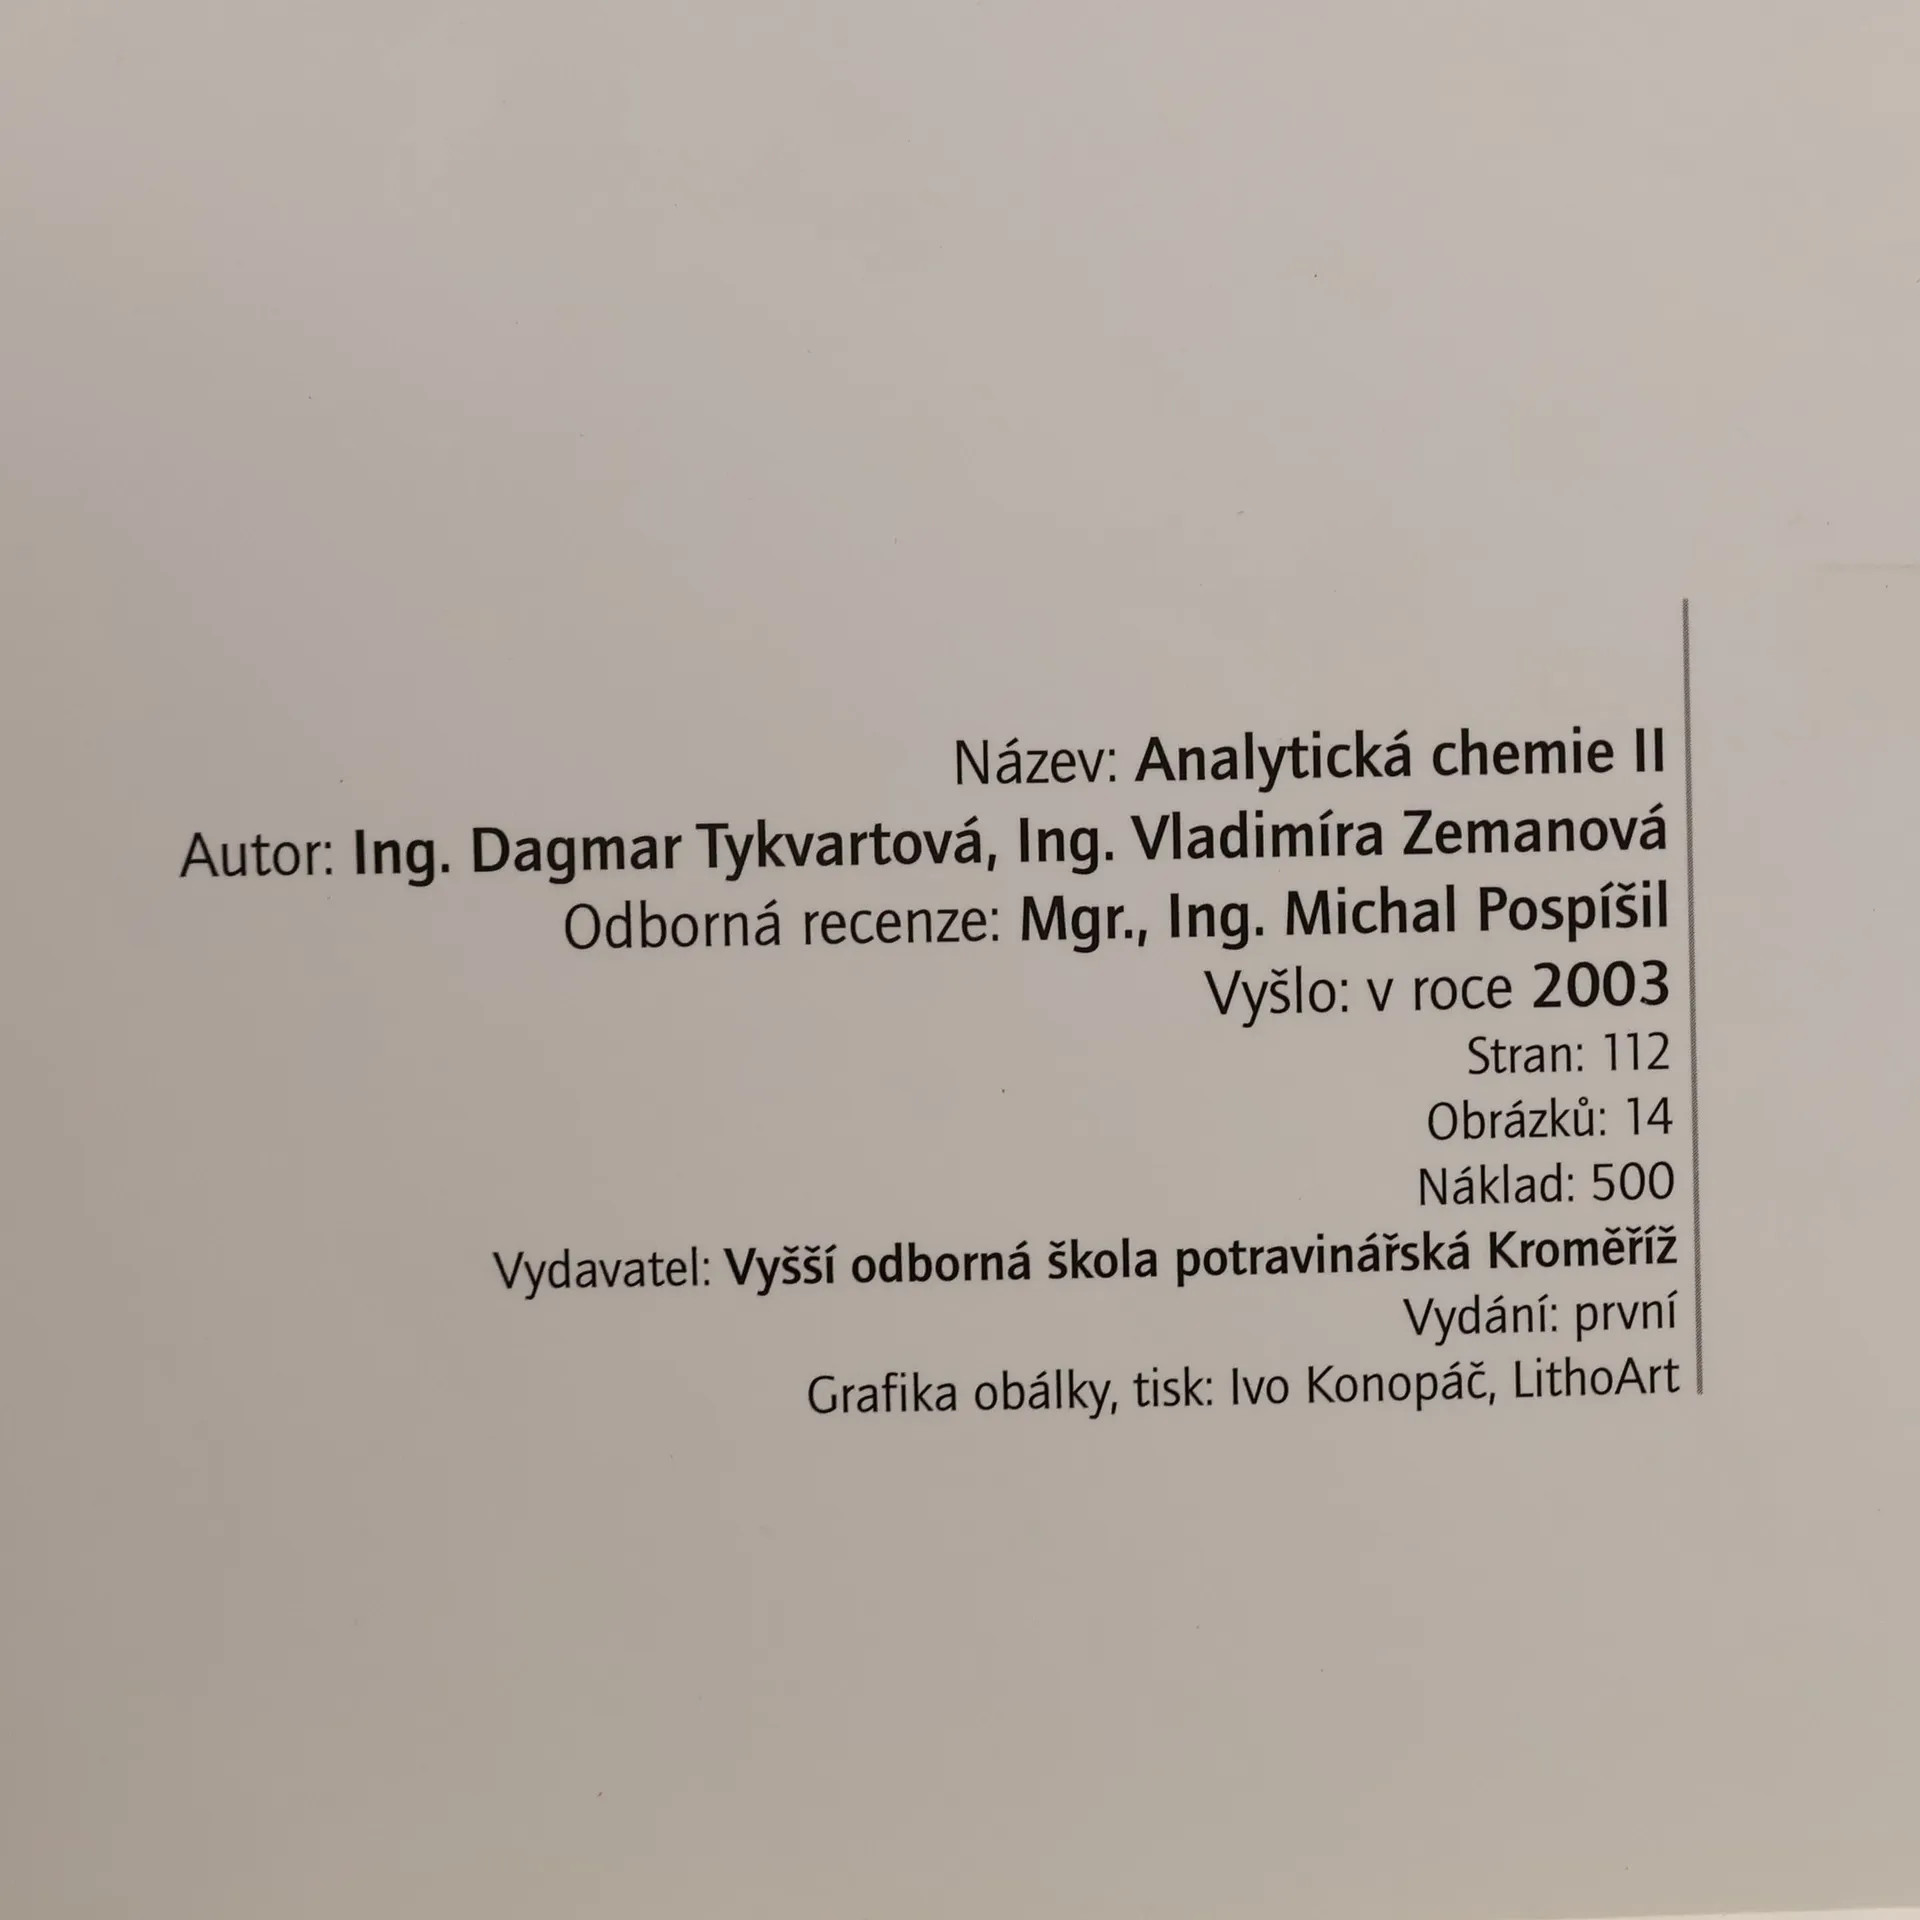 Název: Analytická chemie II
Autor: Ing. Dagmar Tykvartová, Ing. Vladimíra Zemanová
Odborná recenze: Mgr., Ing. Michal Pospíšil
Vyšlo: v roce 2003
Stran: 112
Obrázků: 14
Náklad: 500
Vydavatel: Vyšší odborná škola potravinářská Kroměříž
Vydání: první
Grafika obálky, tisk: Ivo Konopáč, LithoArt